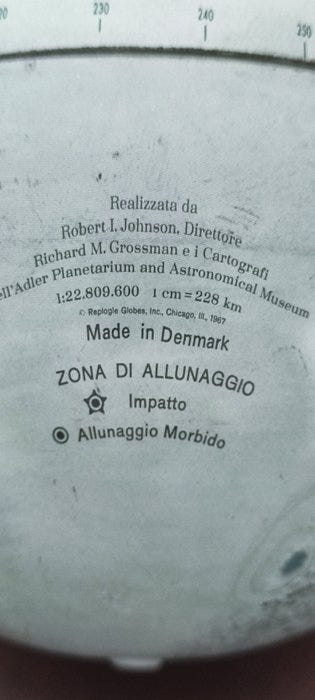 230 240 250
Realizzata da
Robert I. Johnson, Direttore
Richard M. Grossman e i Cartografi
ell'Adler Planetarium and Astronomical Museum
1:22.809.600 1 cm = 228 km
© Replogle Globes, Inc., Chicago, Ill., 1967
Made in Denmark
ZONA DI ALLUNAGGIO
Impatto
Allunaggio Morbido